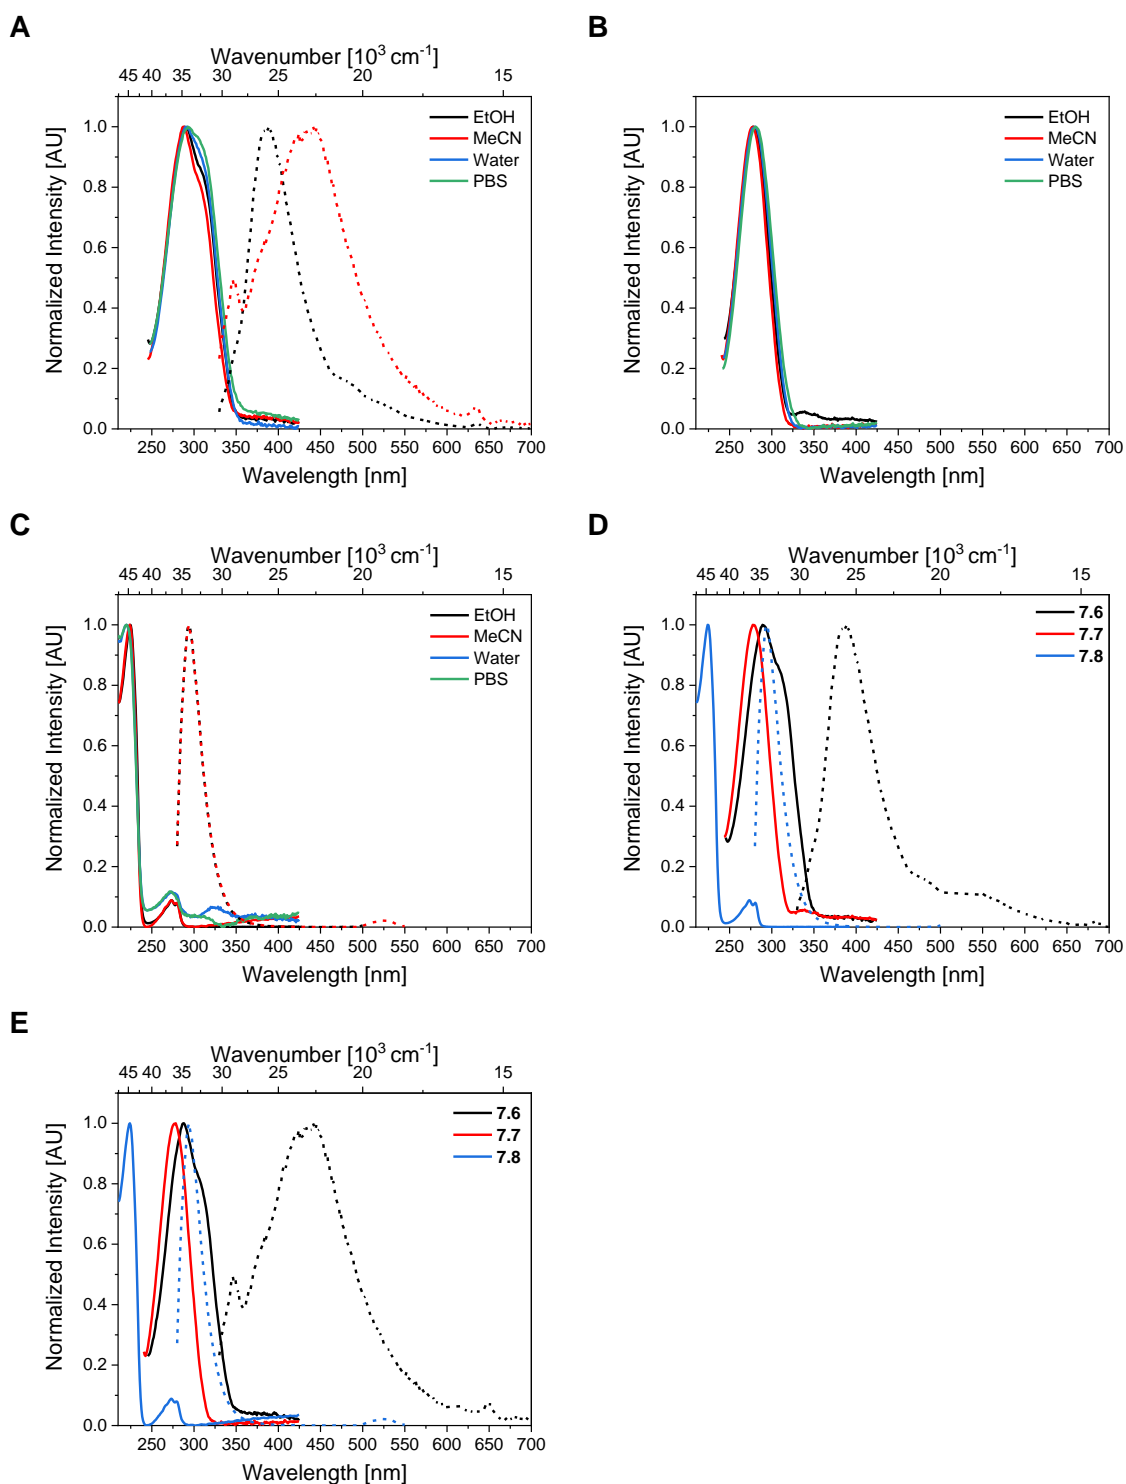 A
Wavenumber [10³ cm⁻¹]
45 40 35 30 25 20 15
Normalized Intensity [AU]
1.0
0.8
0.6
0.4
0.2
0.0
EtOH
MeCN
Water
PBS
250 300 350 400 450 500 550 600 650 700
Wavelength [nm]
B
Normalized Intensity [AU]
1.0
0.8
0.6
0.4
0.2
0.0
EtOH
MeCN
Water
PBS
250 300 350 400 450 500 550 600 650 700
Wavelength [nm]
C
Wavenumber [10³ cm⁻¹]
45 40 35 30 25 20 15
Normalized Intensity [AU]
1.0
0.8
0.6
0.4
0.2
0.0
EtOH
MeCN
Water
PBS
250 300 350 400 450 500 550 600 650 700
Wavelength [nm]
D
Wavenumber [10³ cm⁻¹]
45 40 35 30 25 20 15
Normalized Intensity [AU]
1.0
0.8
0.6
0.4
0.2
0.0
7.6
7.7
7.8
250 300 350 400 450 500 550 600 650 700
Wavelength [nm]
E
Wavenumber [10³ cm⁻¹]
45 40 35 30 25 20 15
Normalized Intensity [AU]
1.0
0.8
0.6
0.4
0.2
0.0
7.6
7.7
7.8
250 300 350 400 450 500 550 600 650 700
Wavelength [nm]